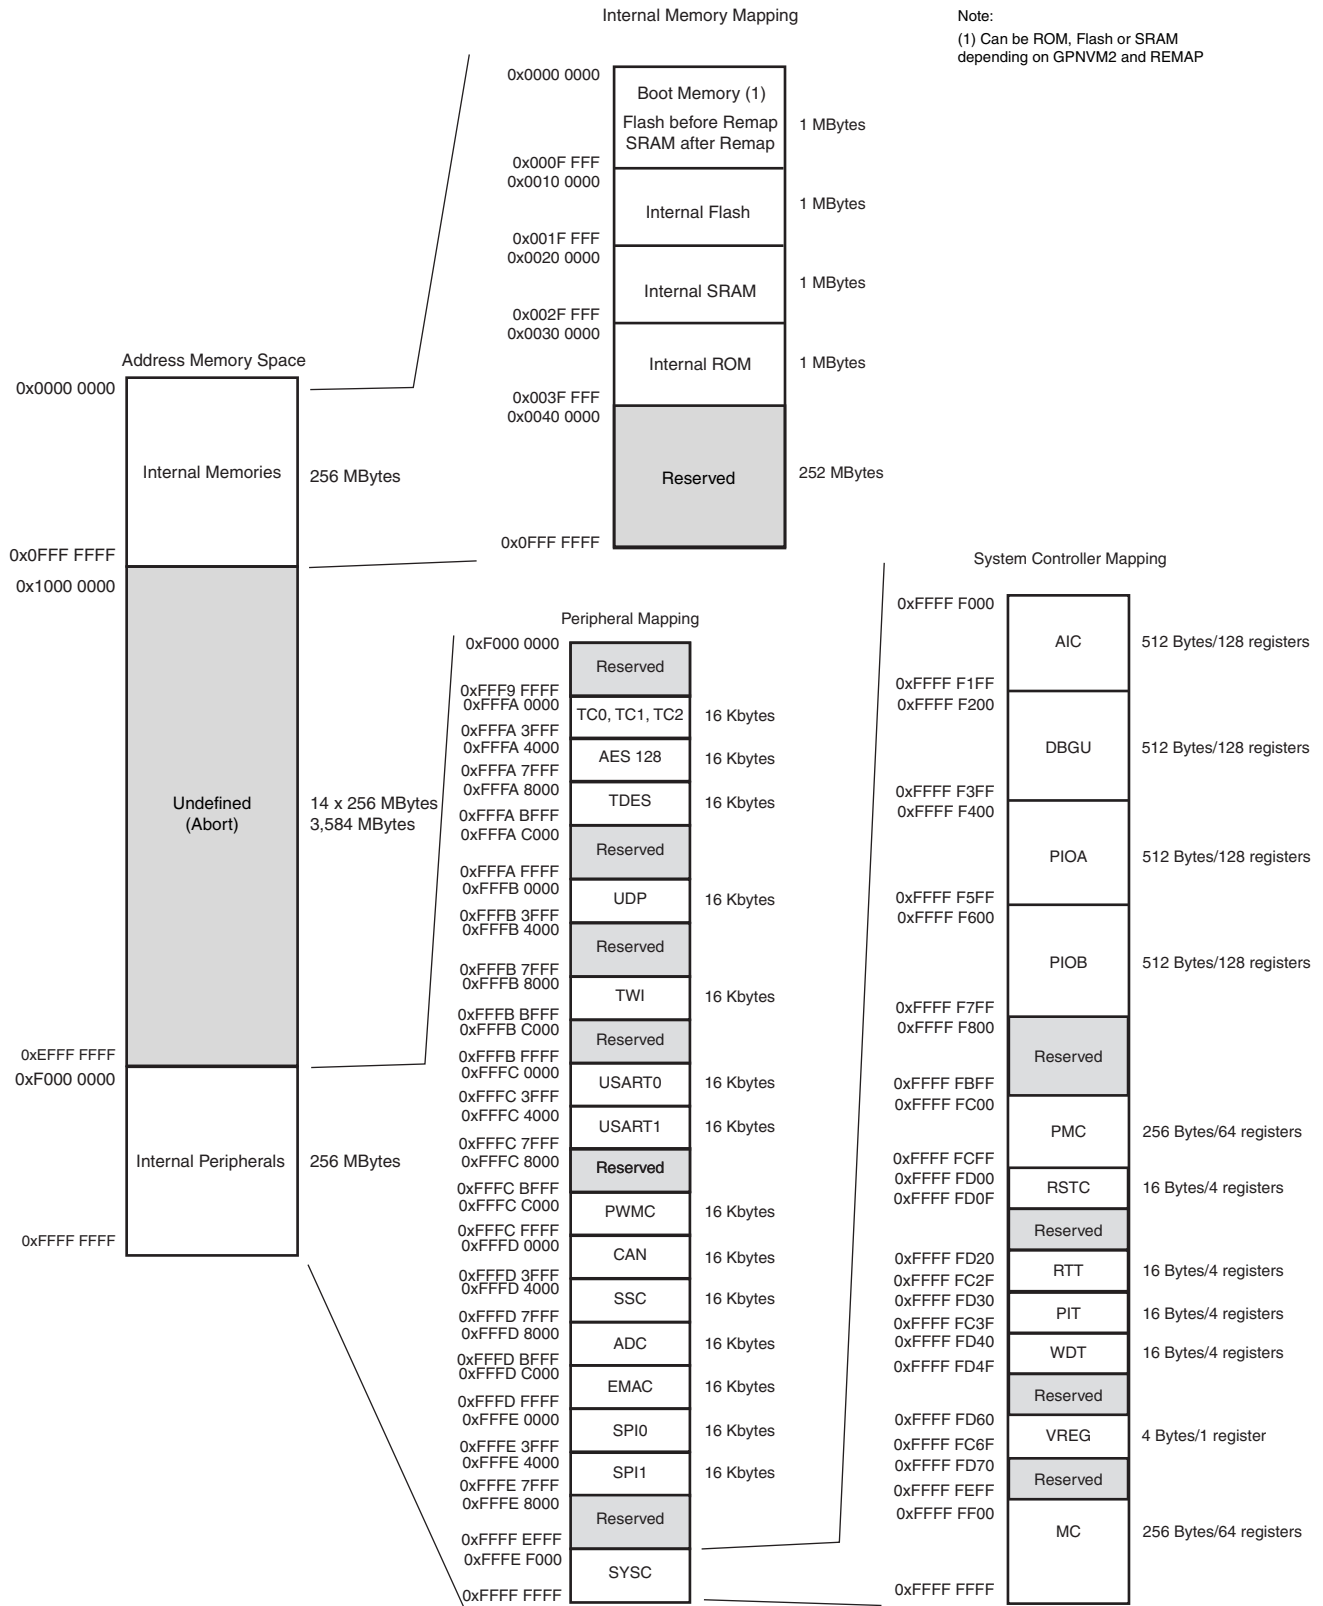 Internal Memory Mapping
Note:
(1) Can be ROM, Flash or SRAM
depending on GPNVM2 and REMAP
0x0000 0000
Boot Memory (1)
Flash before Remap
SRAM after Remap
1 MBytes
0x000F FFF
0x0010 0000
Internal Flash
1 MBytes
0x001F FFF
0x0020 0000
Internal SRAM
1 MBytes
0x002F FFF
0x0030 0000
Internal ROM
1 MBytes
0x003F FFF
0x0040 0000
Reserved
252 MBytes
0x0FFF FFFF
Address Memory Space
0x0000 0000
Internal Memories
256 MBytes
0x0FFF FFFF
0x1000 0000
Undefined
(Abort)
14 x 256 MBytes
3,584 MBytes
0xEFFF FFFF
0xF000 0000
Internal Peripherals
256 MBytes
0xFFFF FFFF
Peripheral Mapping
0xF000 0000
Reserved
0xFFF9 FFFF
0xFFFA 0000
TC0, TC1, TC2
16 Kbytes
0xFFFA 3FFF
0xFFFA 4000
AES 128
16 Kbytes
0xFFFA 7FFF
0xFFFA 8000
TDES
16 Kbytes
0xFFFA BFFF
0xFFFA C000
Reserved
0xFFFA FFFF
0xFFFB 0000
UDP
16 Kbytes
0xFFFB 3FFF
0xFFFB 4000
Reserved
0xFFFB 7FFF
0xFFFB 8000
TWI
16 Kbytes
0xFFFB BFFF
0xFFFB C000
Reserved
0xFFFB FFFF
0xFFFC 0000
USART0
16 Kbytes
0xFFFC 3FFF
0xFFFC 4000
USART1
16 Kbytes
0xFFFC 7FFF
0xFFFC 8000
Reserved
0xFFFC BFFF
0xFFFC C000
PWMC
16 Kbytes
0xFFFC FFFF
0xFFFD 0000
CAN
16 Kbytes
0xFFFD 3FFF
0xFFFD 4000
SSC
16 Kbytes
0xFFFD 7FFF
0xFFFD 8000
ADC
16 Kbytes
0xFFFD BFFF
0xFFFD C000
EMAC
16 Kbytes
0xFFFD FFFF
0xFFFE 0000
SPI0
16 Kbytes
0xFFFE 3FFF
0xFFFE 4000
SPI1
16 Kbytes
0xFFFE 7FFF
0xFFFE 8000
Reserved
0xFFFF EFFF
0xFFFE F000
SYSC
0xFFFF FFFF
System Controller Mapping
0xFFFF F000
AIC
512 Bytes/128 registers
0xFFFF F1FF
0xFFFF F200
DBGU
512 Bytes/128 registers
0xFFFF F3FF
0xFFFF F400
PIOA
512 Bytes/128 registers
0xFFFF F5FF
0xFFFF F600
PIOB
512 Bytes/128 registers
0xFFFF F7FF
0xFFFF F800
Reserved
0xFFFF FBFF
0xFFFF FC00
PMC
256 Bytes/64 registers
0xFFFF FCFF
0xFFFF FD00
RSTC
16 Bytes/4 registers
0xFFFF FD0F
Reserved
0xFFFF FD20
RTT
16 Bytes/4 registers
0xFFFF FC2F
0xFFFF FD30
PIT
16 Bytes/4 registers
0xFFFF FC3F
0xFFFF FD40
WDT
16 Bytes/4 registers
0xFFFF FD4F
Reserved
0xFFFF FD60
VREG
4 Bytes/1 register
0xFFFF FC6F
0xFFFF FD70
Reserved
0xFFFF FEFF
0xFFFF FF00
MC
256 Bytes/64 registers
0xFFFF FFFF